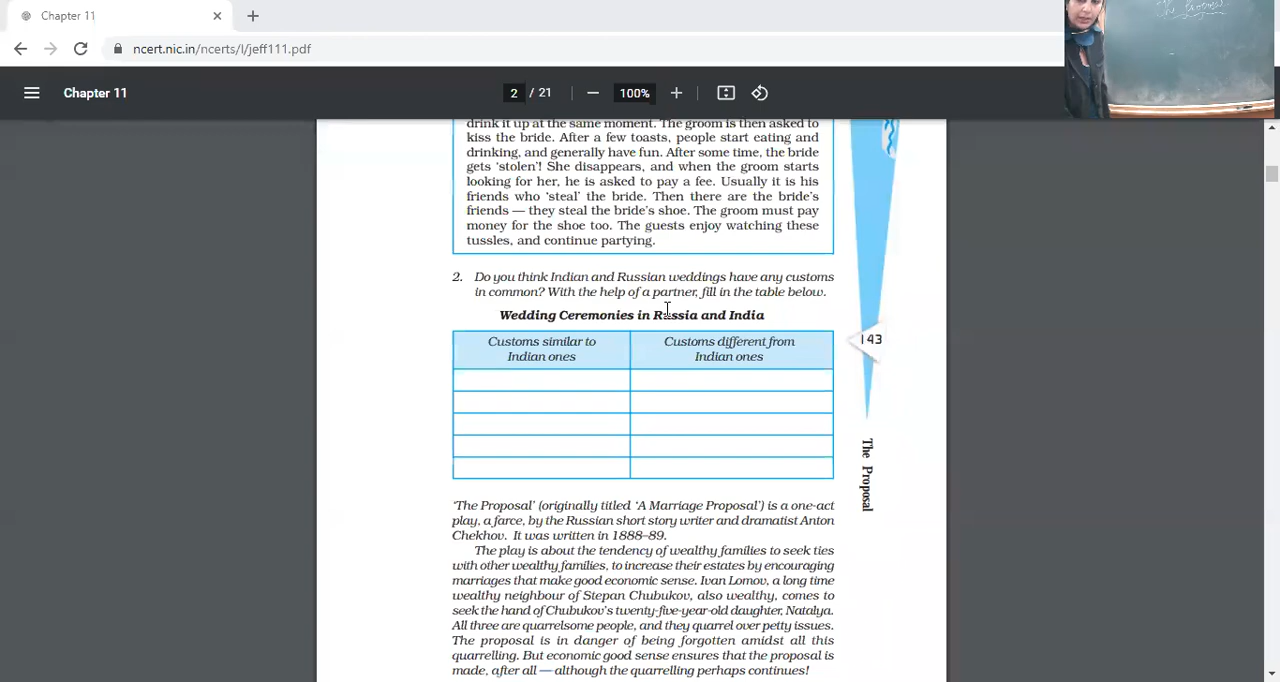 Chapter 11
ncert.nic.in/ncerts/l/jeff111.pdf
Chapter 11
2 / 21
100%
The
drink it up at the same moment. The groom is then asked to
kiss the bride. After a few toasts, people start eating and
drinking, and generally have fun. After some time, the bride
gets ‘stolen’! She disappears, and when the groom starts
looking for her, he is asked to pay a fee. Usually it is his
friends who ‘steal’ the bride. Then there are the bride’s
friends — they steal the bride’s shoe. The groom must pay
money for the shoe too. The guests enjoy watching these
tussles, and continue partying.
2. Do you think Indian and Russian weddings have any customs
in common? With the help of a partner, fill in the table below.
Wedding Ceremonies in Russia and India
Customs similar to
Indian ones
Customs different from
Indian ones
143
The Proposal
‘The Proposal’ (originally titled ‘A Marriage Proposal’) is a one-act
play, a farce, by the Russian short story writer and dramatist Anton
Chekhov. It was written in 1888–89.
The play is about the tendency of wealthy families to seek ties
with other wealthy families, to increase their estates by encouraging
marriages that make good economic sense. Ivan Lomov, a long time
wealthy neighbour of Stepan Chubukov, also wealthy, comes to
seek the hand of Chubukov’s twenty-five-year-old daughter, Natalya.
All three are quarrelsome people, and they quarrel over petty issues.
The proposal is in danger of being forgotten amidst all this
quarrelling. But economic good sense ensures that the proposal is
made, after all — although the quarrelling perhaps continues!